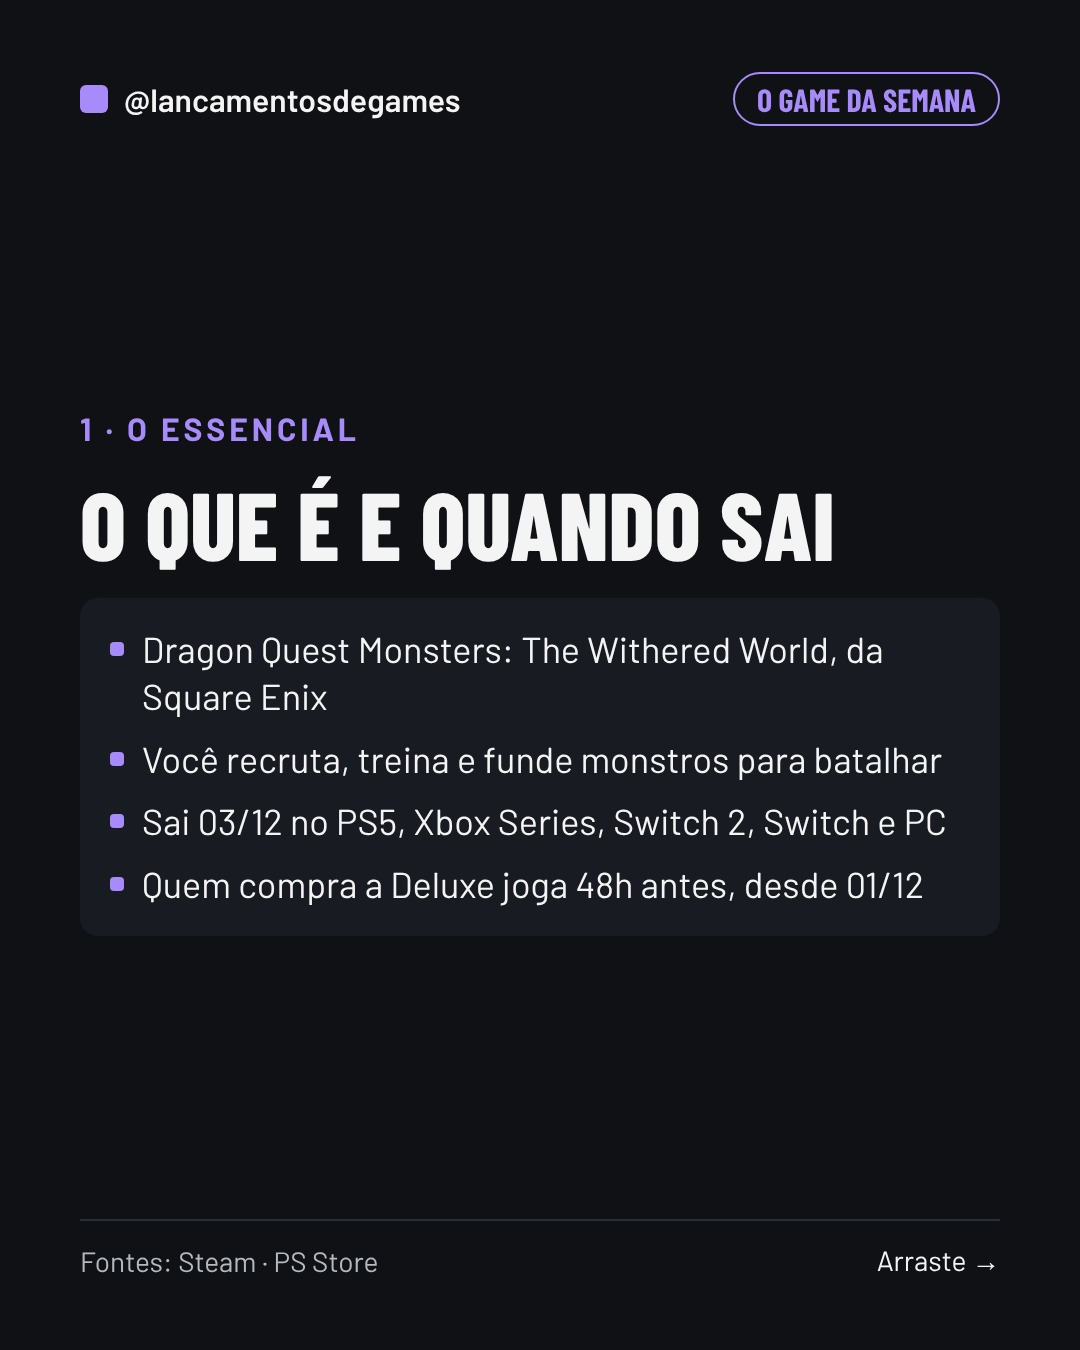 @lancamentosdegames
O GAME DA SEMANA
1 · O ESSENCIAL
O QUE É E QUANDO SAI
Dragon Quest Monsters: The Withered World, da
Square Enix
Você recruta, treina e funde monstros para batalhar
Sai 03/12 no PS5, Xbox Series, Switch 2, Switch e PC
Quem compra a Deluxe joga 48h antes, desde 01/12
Fontes: Steam · PS Store
Arraste →